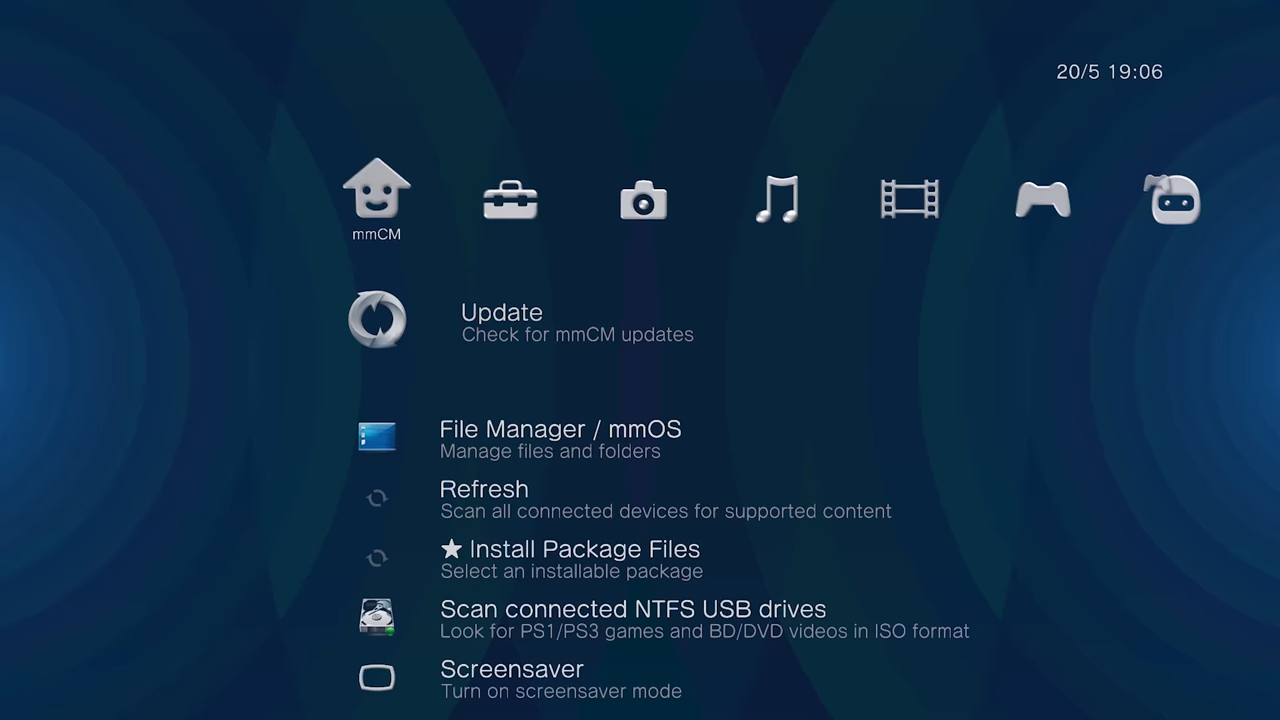 20/5 19:06
mmCM
Update
Check for mmCM updates
File Manager / mmOS
Manage files and folders
Refresh
Scan all connected devices for supported content
★ Install Package Files
Select an installable package
Scan connected NTFS USB drives
Look for PS1/PS3 games and BD/DVD videos in ISO format
Screensaver
Turn on screensaver mode